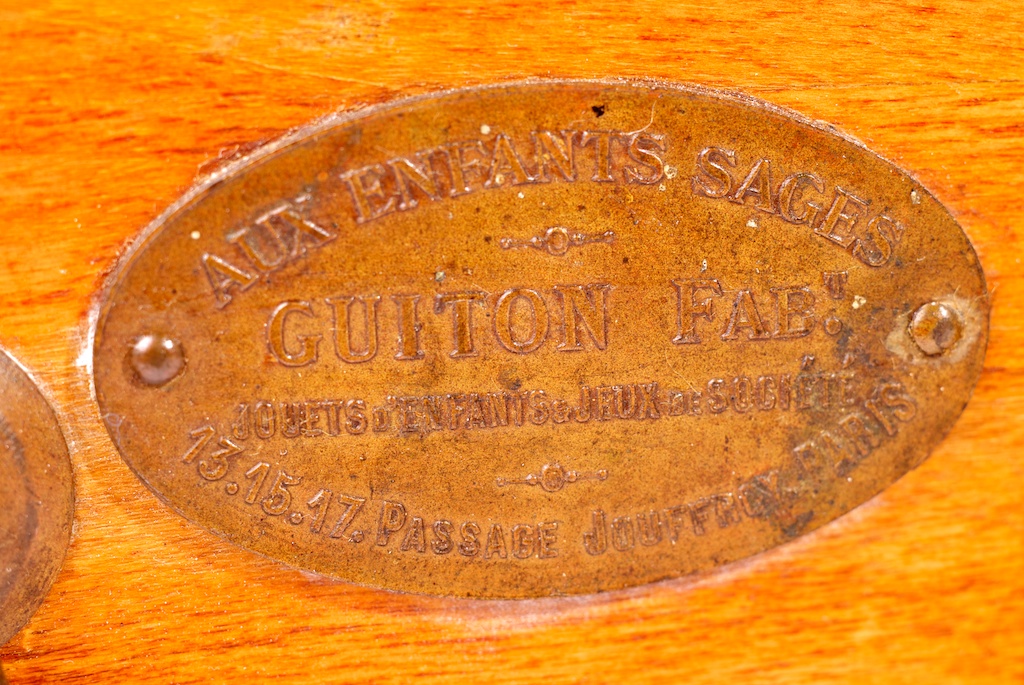 AUX ENFANTS SAGES
GUITON FABT.
JOUETS D'ENFANTS & JEUX DE SOCIÉTÉ
13.15.17. PASSAGE JOUFFROY. PARIS